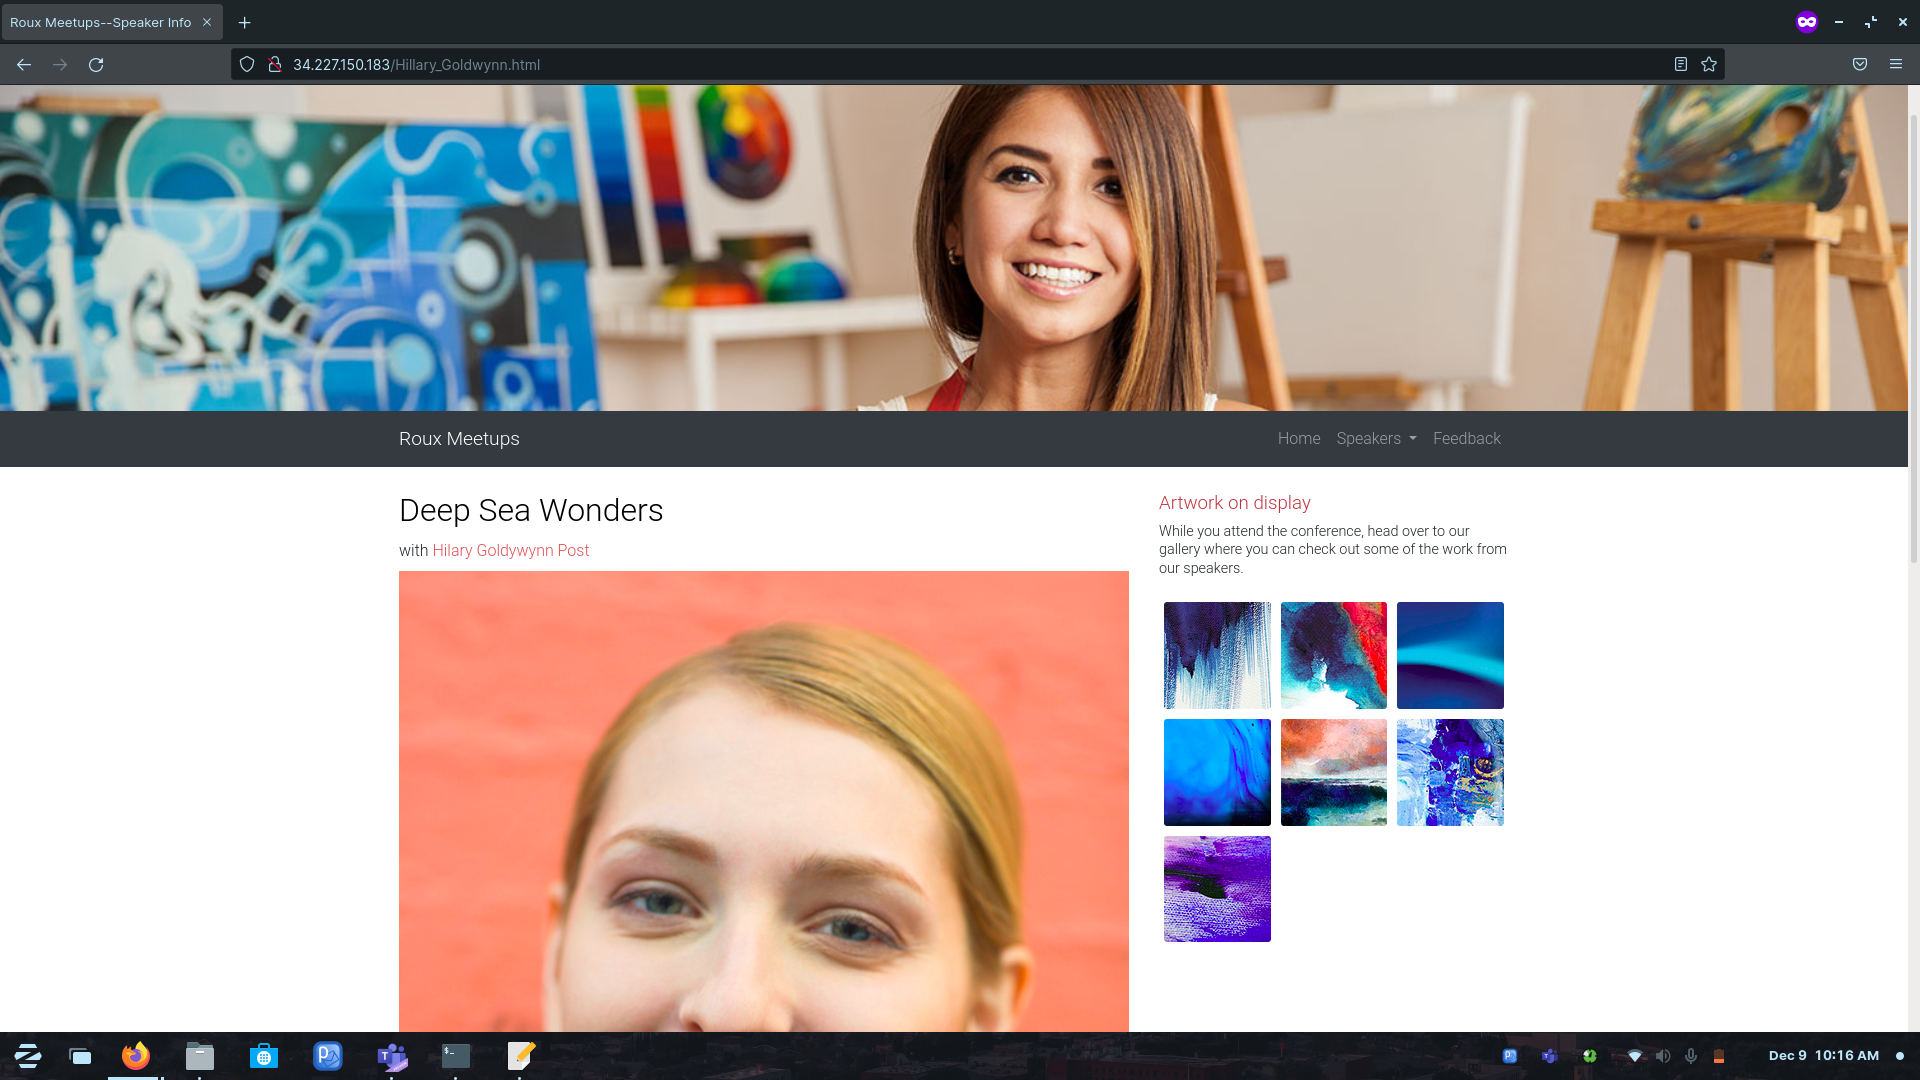 Roux Meetups--Speaker Info
34.227.150.183/Hillary_Goldwynn.html
Roux Meetups
Home Speakers Feedback
Deep Sea Wonders
with Hilary Goldywynn Post
Artwork on display
While you attend the conference, head over to our
gallery where you can check out some of the work from
our speakers.
Dec 9 10:16 AM